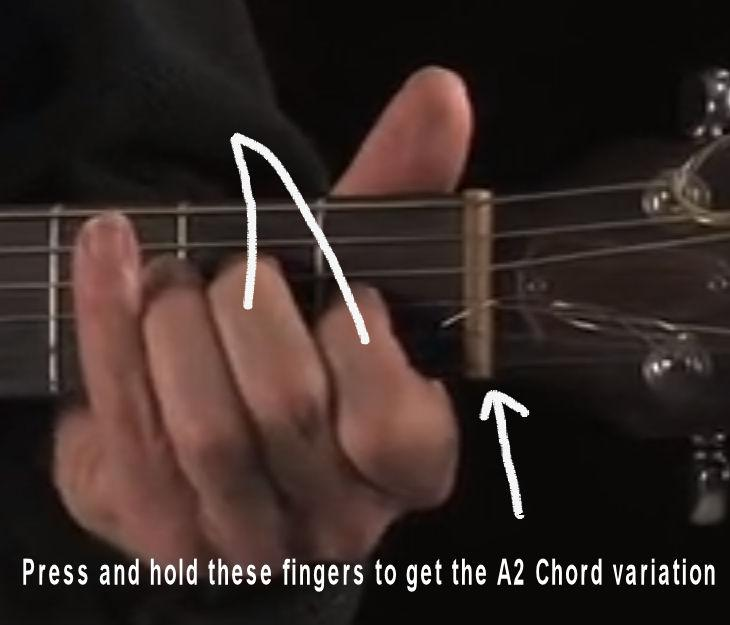 Press and hold these fingers to get the A2 Chord variation